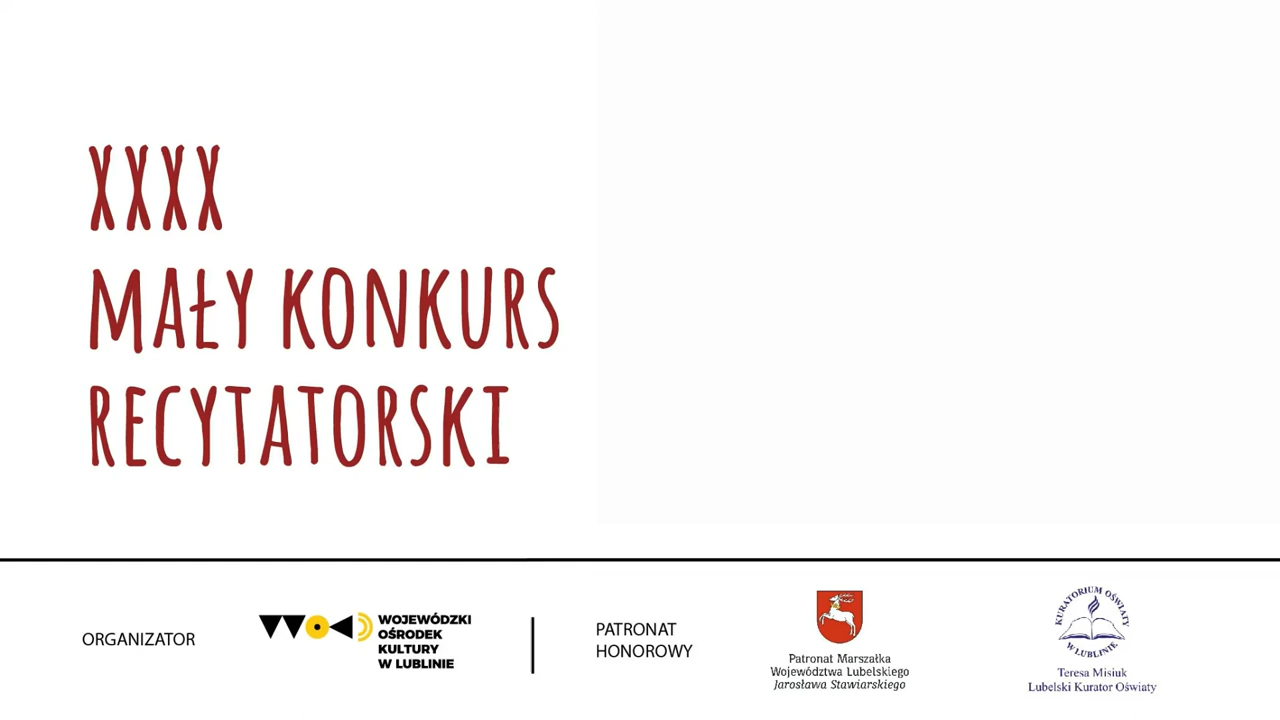 XXXX
MAŁY KONKURS
RECYTATORSKI
ORGANIZATOR
WOJEWÓDZKI
OŚRODEK
KULTURY
W LUBLINIE
PATRONAT
HONOROWY
Patronat Marszałka
Województwa Lubelskiego
Jarosława Stawiarskiego
KURATORIUM OŚWIATY
W LUBLINIE
Teresa Misiuk
Lubelski Kurator Oświaty